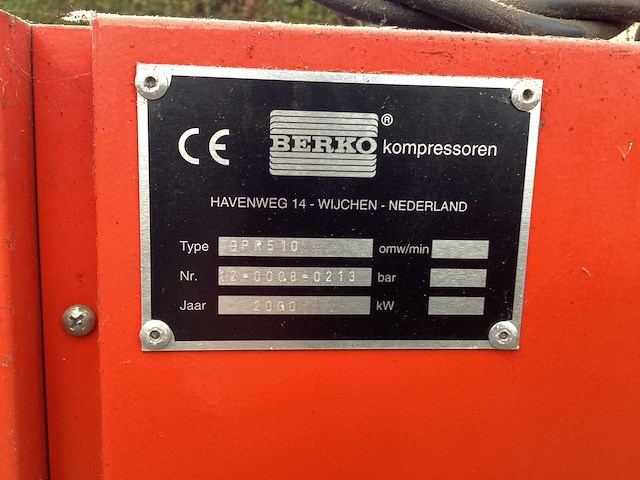 CE BERKO® kompressoren
HAVENWEG 14 - WIJCHEN - NEDERLAND
Type BPR510 omw/min
Nr. 12-0008-0213 bar
Jaar 2000 kW